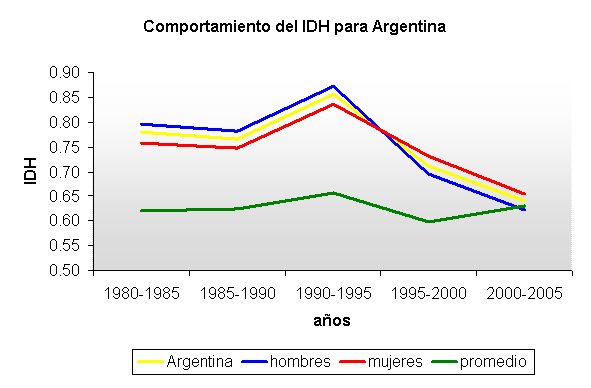 Comportamiento del IDH para Argentina
IDH
0.90
0.85
0.80
0.75
0.70
0.65
0.60
0.55
0.50
1980-1985 1985-1990 1990-1995 1995-2000 2000-2005
años
Argentina hombres mujeres promedio